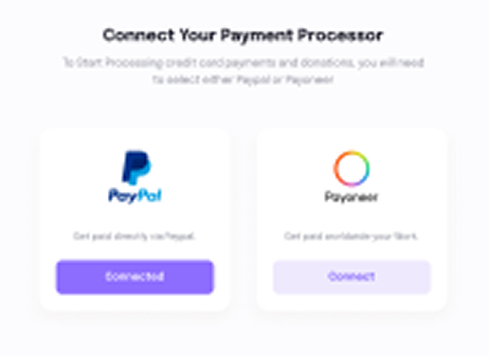 Connect Your Payment Processor
To Start Processing credit card payments and donations, you will need
to select either Paypal or Payoneer
PayPal
Payoneer
Get paid directly via Paypal.
Get paid worldwide your
Connected
Connect